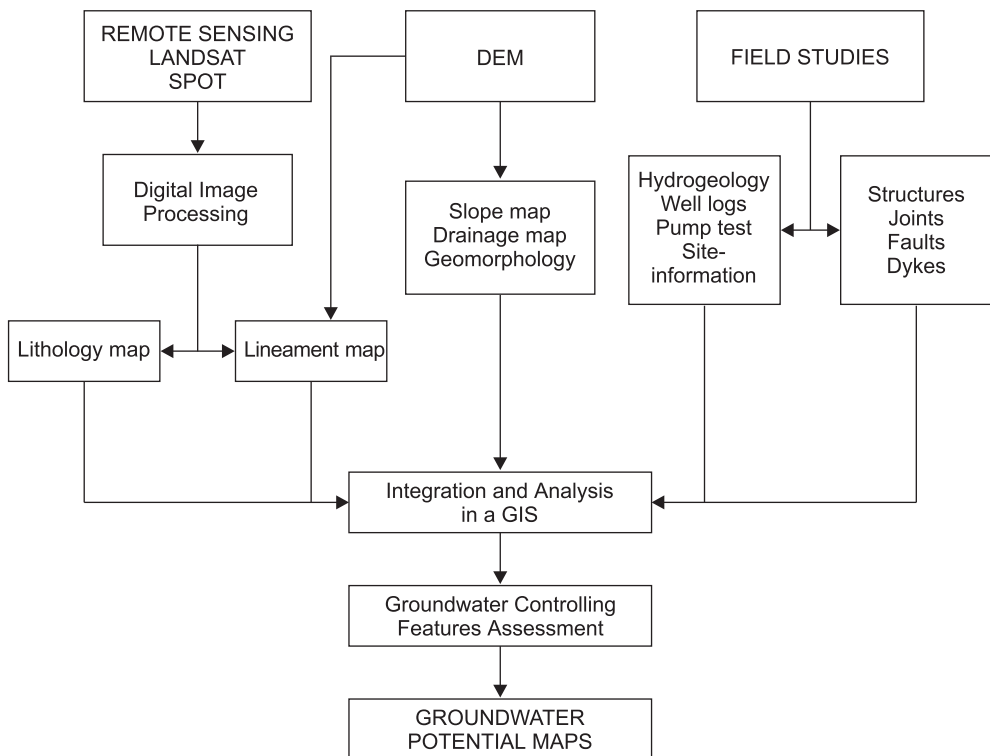 REMOTE SENSING
LANDSAT
SPOT
DEM
FIELD STUDIES
Digital Image
Processing
Slope map
Drainage map
Geomorphology
Hydrogeology
Well logs
Pump test
Site-
information
Structures
Joints
Faults
Dykes
Lithology map
Lineament map
Integration and Analysis
in a GIS
Groundwater Controlling
Features Assessment
GROUNDWATER
POTENTIAL MAPS